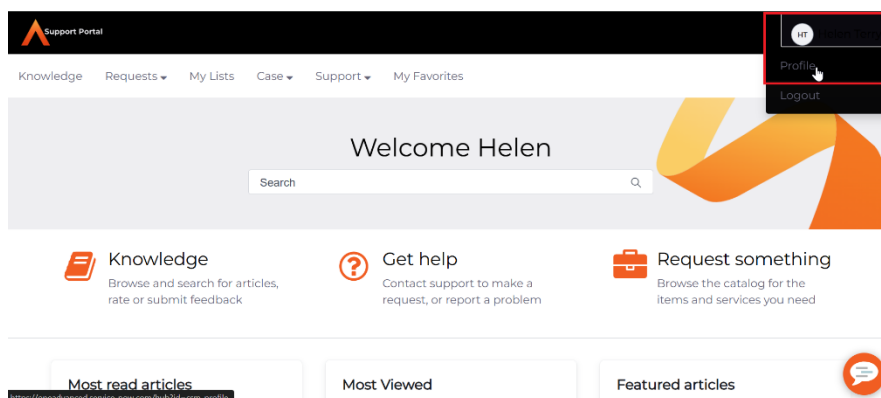 Support Portal
HT Helen Terry
Profile
Logout
Knowledge Requests My Lists Case Support My Favorites
Welcome Helen
Search
Knowledge
Browse and search for articles,
rate or submit feedback
Get help
Contact support to make a
request, or report a problem
Request something
Browse the catalog for the
items and services you need
Most read articles
Most Viewed
Featured articles